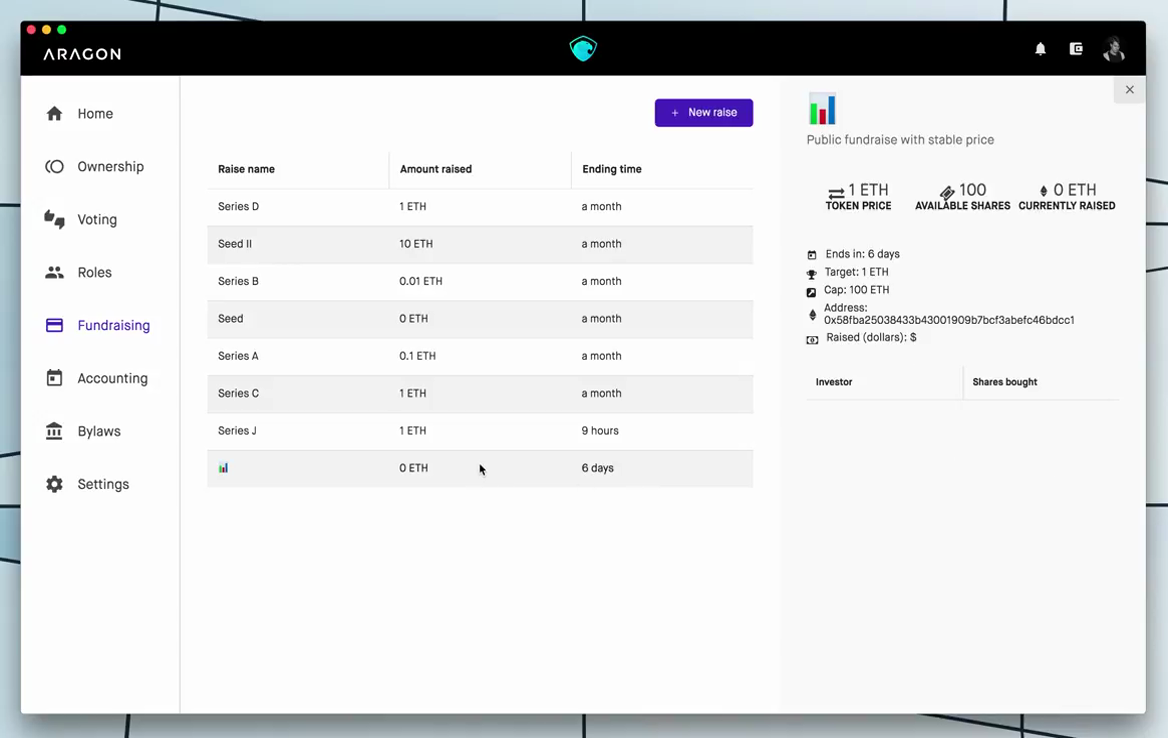 ARAGON
Home
Ownership
Voting
Roles
Fundraising
Accounting
Bylaws
Settings
+ New raise
Raise name Amount raised Ending time
Series D 1 ETH a month
Seed II 10 ETH a month
Series B 0.01 ETH a month
Seed 0 ETH a month
Series A 0.1 ETH a month
Series C 1 ETH a month
Series J 1 ETH 9 hours
📊 0 ETH 6 days
Public fundraise with stable price
1 ETH 100 0 ETH
TOKEN PRICE AVAILABLE SHARES CURRENTLY RAISED
Ends in: 6 days
Target: 1 ETH
Cap: 100 ETH
Address:
0x58fba25038433b43001909b7bcf3abefc46bdcc1
Raised (dollars): $
Investor Shares bought